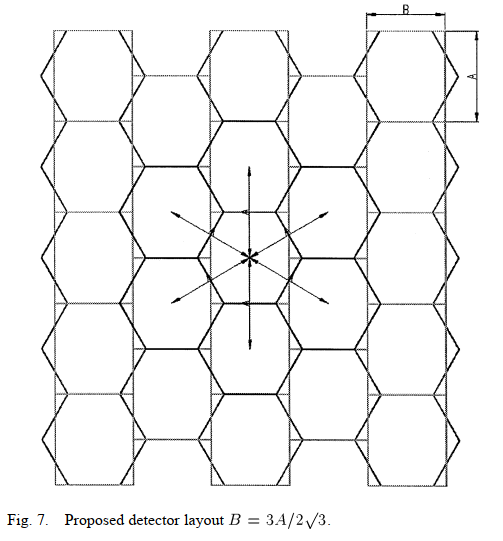 B
A
Fig. 7. Proposed detector layout B = 3A/2√3.